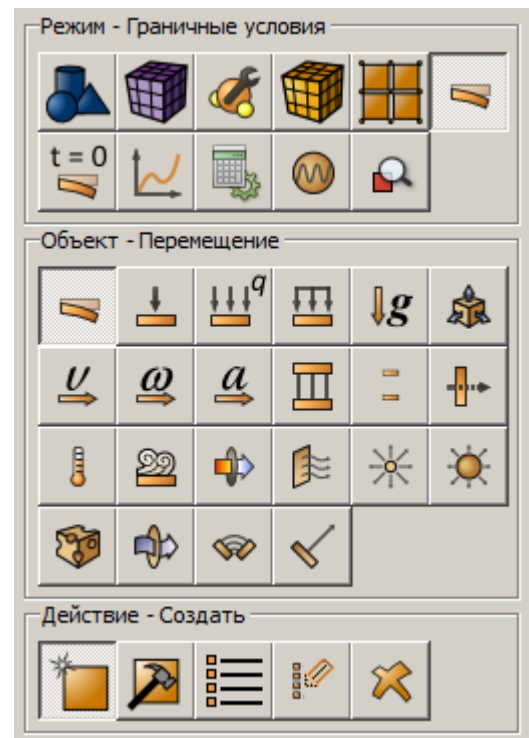 Режим - Граничные условия
t = 0
Объект - Перемещение
q
g
υ ω a
Действие - Создать